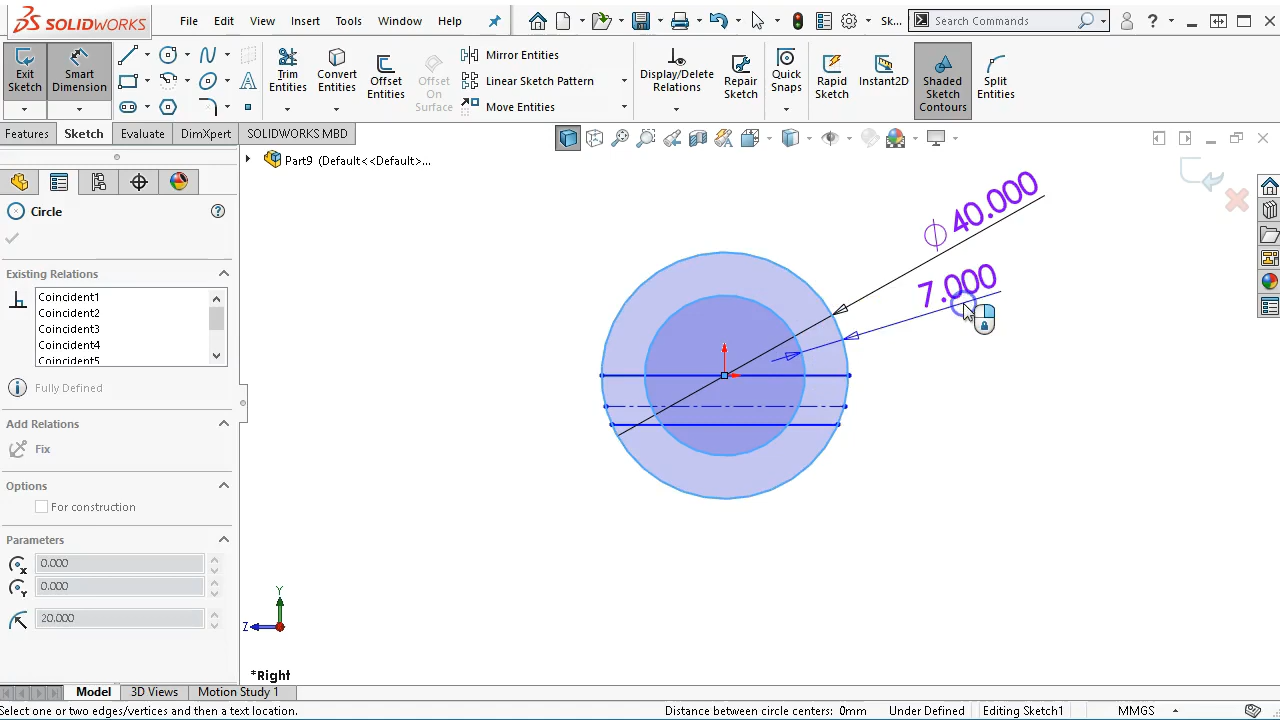 SOLIDWORKS File Edit View Insert Tools Window Help Sk... Search Commands ?
Exit Sketch
Smart Dimension
Trim Entities
Convert Entities
Offset Entities
Offset On Surface
Mirror Entities
Linear Sketch Pattern
Move Entities
Display/Delete Relations
Repair Sketch
Quick Snaps
Rapid Sketch
Instant2D
Shaded Sketch Contours
Split Entities
Features Sketch Evaluate DimXpert SOLIDWORKS MBD
Part9 (Default<<Default>...
Circle
Existing Relations
Coincident1
Coincident2
Coincident3
Coincident4
Coincident5
Fully Defined
Add Relations
Fix
Options
For construction
Parameters
0.000
0.000
20.000
∅ 40.000
7.000
Y
Z
*Right
Model 3D Views Motion Study 1
Select one or two edges/vertices and then a text location. Distance between circle centers: 0mm Under Defined Editing Sketch1 MMGS